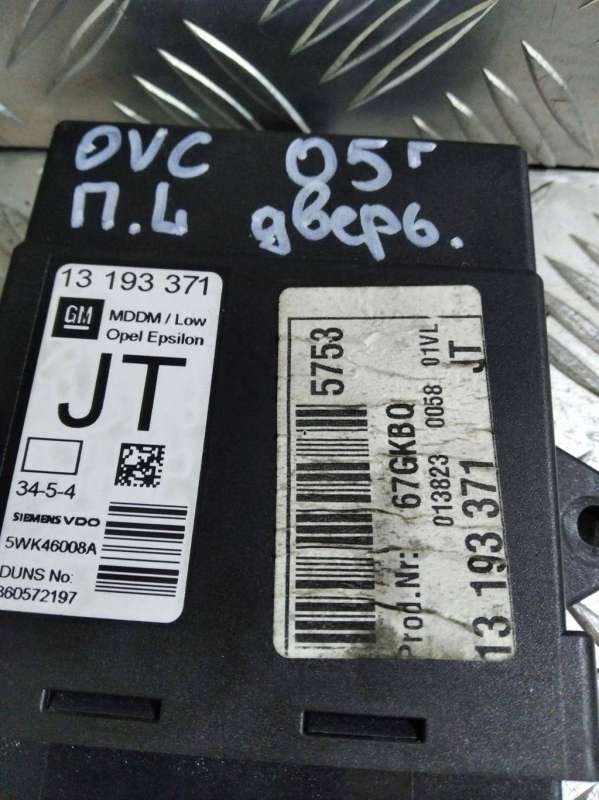 OVC 05г
П.L дверь.
13 193 371
GM
MDDM / Low
Opel Epsilon
JT
34-5-4
SIEMENS VDO
5WK46008A
DUNS No:
860572197
5753
Prod.Nr: 67GKBQ
013823 0058 01VL
13 193 371 JT